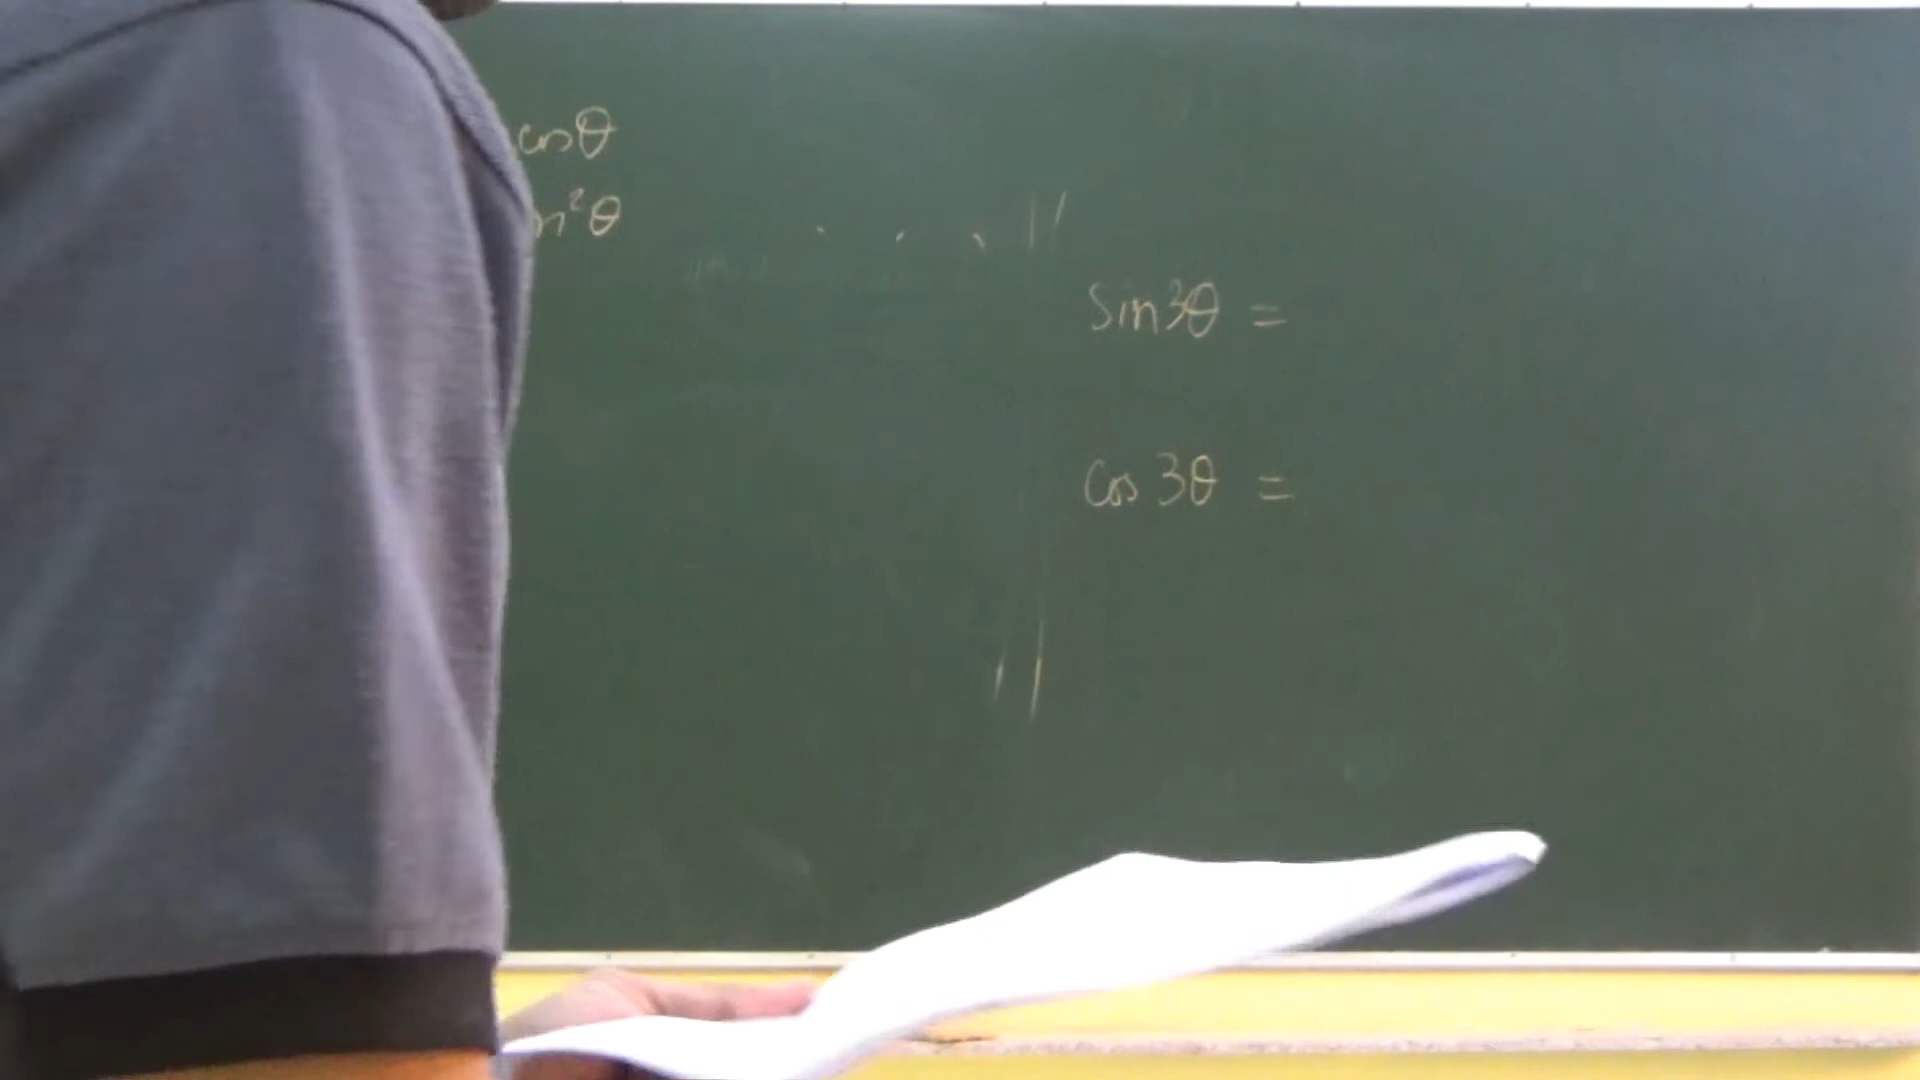 cosθ
n²θ
sin3θ =
cos 3θ =